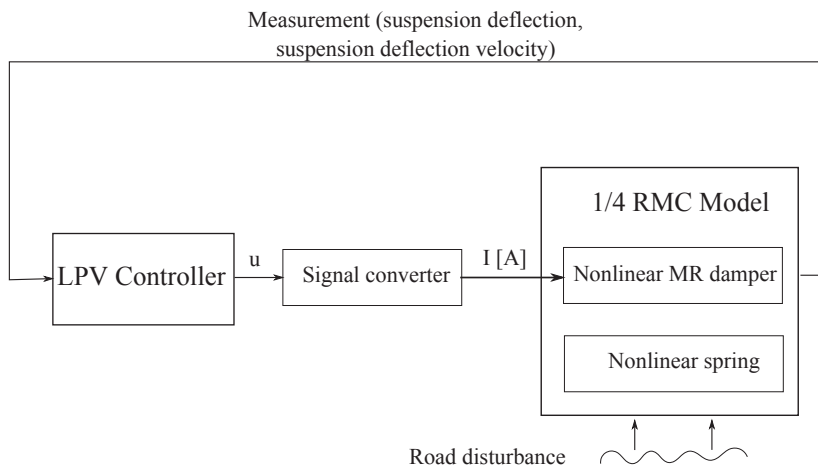 Measurement (suspension deflection,
suspension deflection velocity)
1/4 RMC Model
LPV Controller
u
Signal converter
I [A]
Nonlinear MR damper
Nonlinear spring
Road disturbance